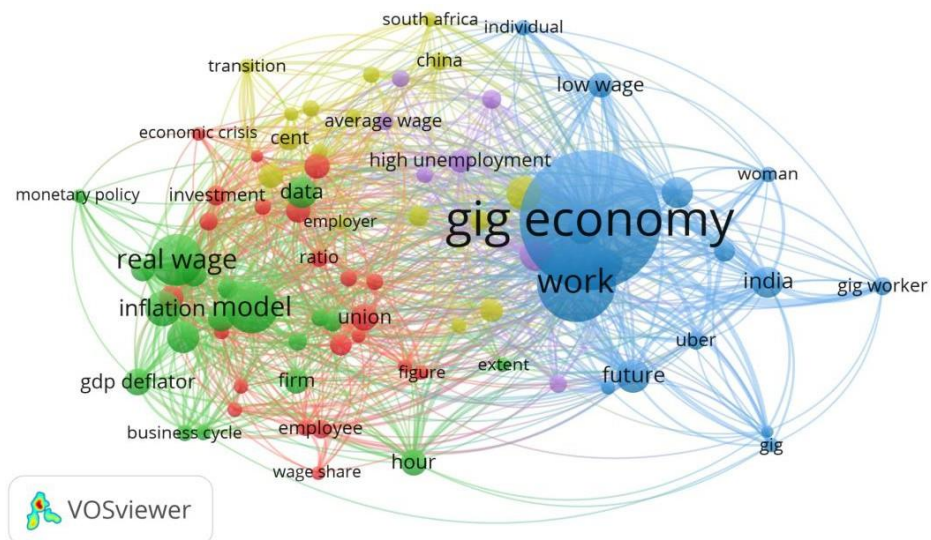 south africa
individual
china
transition
low wage
average wage
economic crisis
cent
high unemployment
woman
monetary policy
investment
data
employer
gig economy
real wage
ratio
work
india
gig worker
inflation
model
union
uber
extent
figure
future
gdp deflator
firm
employee
business cycle
gig
hour
wage share
VOSviewer